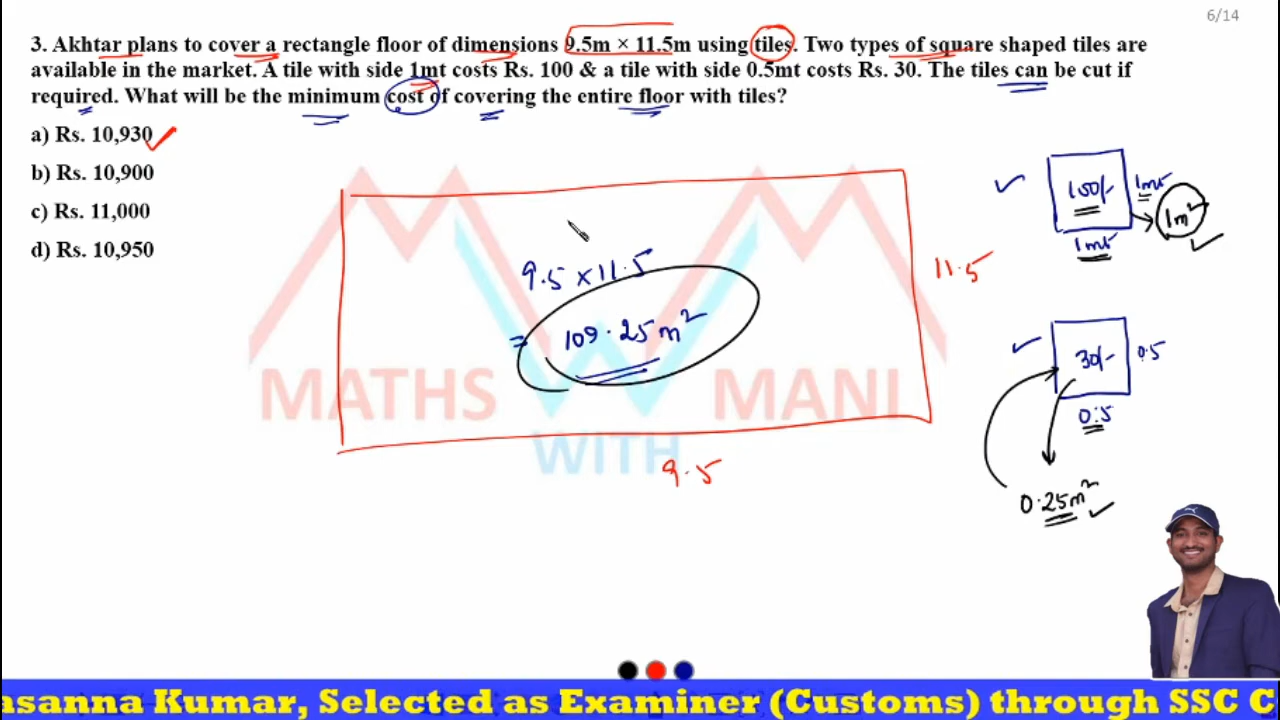 6/14
3. Akhtar plans to cover a rectangle floor of dimensions 9.5m × 11.5m using tiles. Two types of square shaped tiles are
available in the market. A tile with side 1mt costs Rs. 100 & a tile with side 0.5mt costs Rs. 30. The tiles can be cut if
required. What will be the minimum cost of covering the entire floor with tiles?
a) Rs. 10,930
b) Rs. 10,900
c) Rs. 11,000
d) Rs. 10,950
100/-
1mt
1m²
1mt
9.5 × 11.5
= 109.25 m²
11.5
9.5
30/-
0.5
0.5
0.25m²
MATHS
WITH
MANI
asanna Kumar, Selected as Examiner (Customs) through SSC C